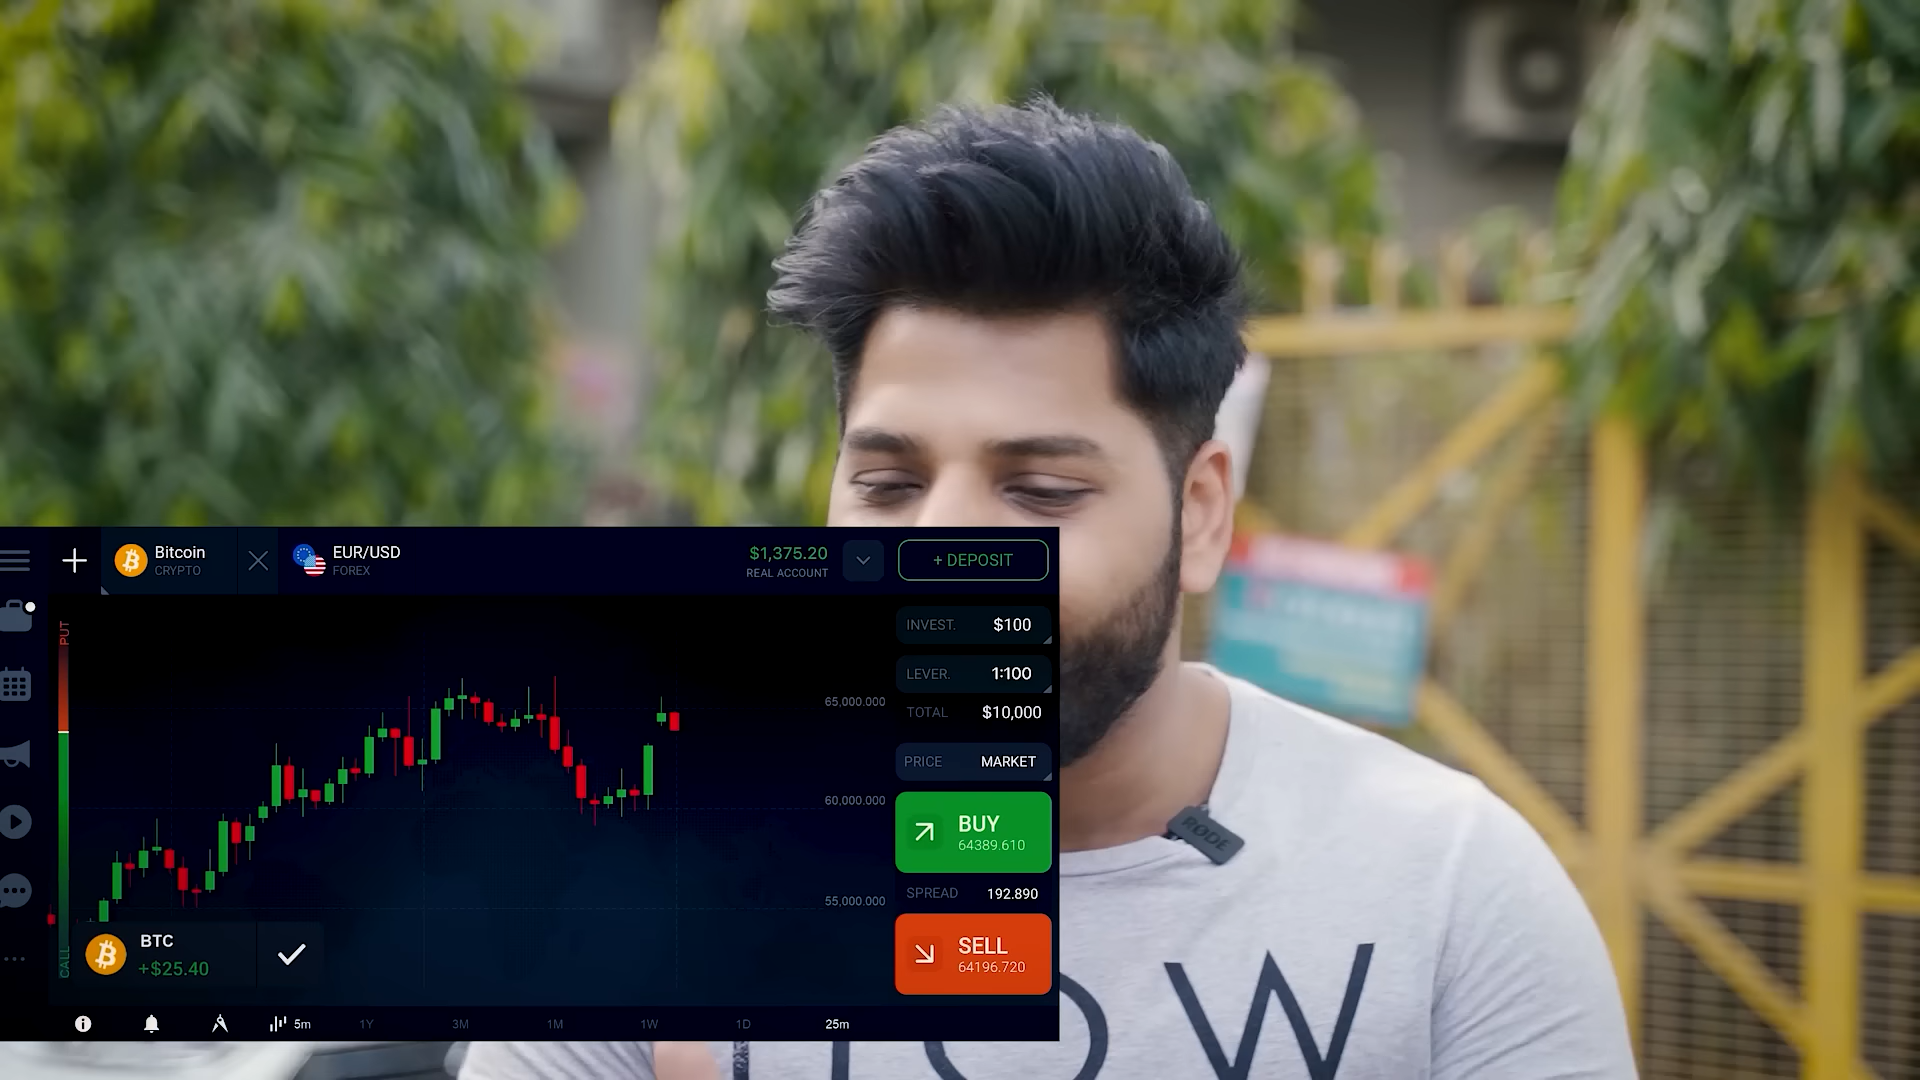 Bitcoin
CRYPTO
EUR/USD
FOREX
$1,375.20
REAL ACCOUNT
+ DEPOSIT
PUT
CALL
65,000.000
60,000.000
55,000.000
INVEST. $100
LEVER. 1:100
TOTAL $10,000
PRICE MARKET
BUY
64389.610
SPREAD 192.890
SELL
64196.720
BTC
+$25.40
5m 1Y 3M 1M 1W 1D 25m
RODE
OW